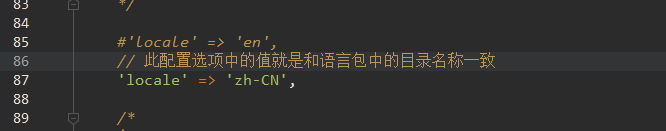 83 */
84
85 #'locale' => 'en',
86 // 此配置选项中的值就是和语言包中的目录名称一致
87 'locale' => 'zh-CN',
88
89 /*